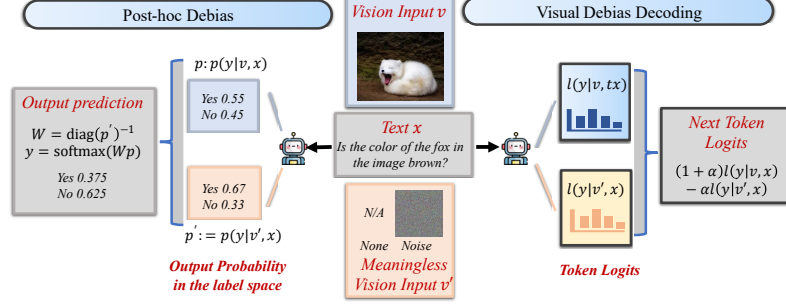 Post-hoc Debias
Vision Input v
Visual Debias Decoding
p: p(y|v, x)
Yes 0.55
No 0.45
Output prediction
W = diag(p′)⁻¹
y = softmax(Wp)
Yes 0.375
No 0.625
Yes 0.67
No 0.33
p′ := p(y|v′, x)
Output Probability
in the label space
Text x
Is the color of the fox in
the image brown?
N/A
None Noise
Meaningless
Vision Input v′
l(y|v, tx)
l(y|v′, x)
Token Logits
Next Token
Logits
(1 + α)l(y|v, x)
− αl(y|v′, x)